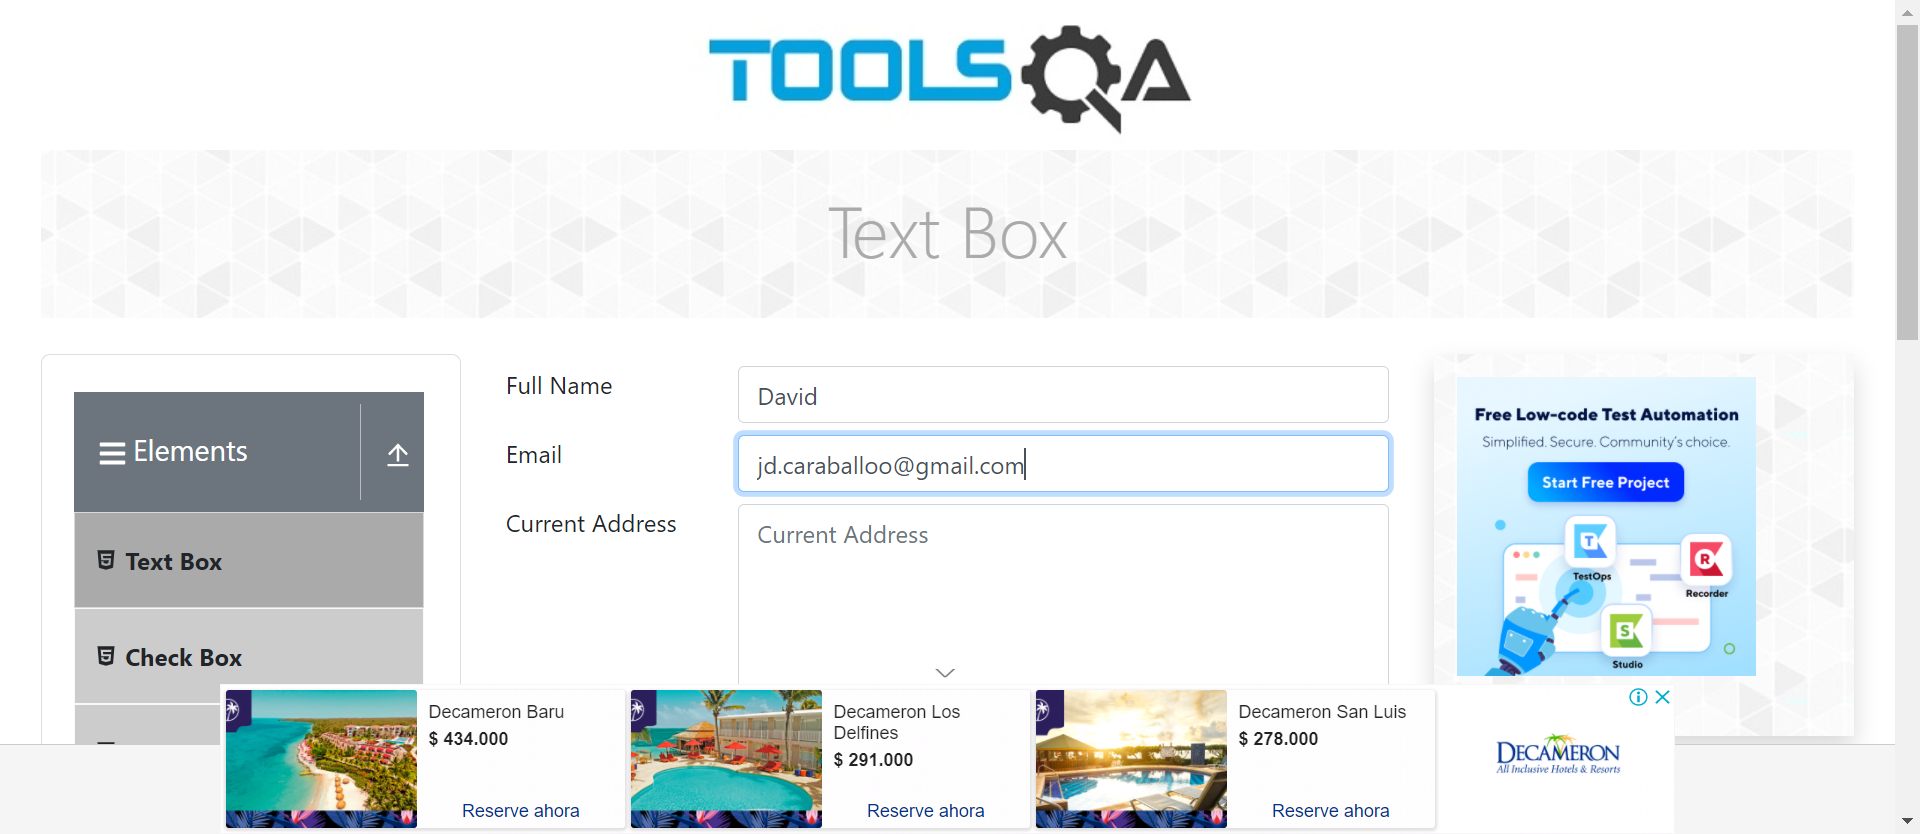 TOOLSQA
Text Box
Elements
Text Box
Check Box
Full Name
David
Email
jd.caraballoo@gmail.com
Current Address
Current Address
Free Low-code Test Automation
Simplified. Secure. Community's choice.
Start Free Project
TestOps
Recorder
Studio
Decameron Baru
$ 434.000
Reserve ahora
Decameron Los
Delfines
$ 291.000
Reserve ahora
Decameron San Luis
$ 278.000
Reserve ahora
DECAMERON
All Inclusive Hotels & Resorts